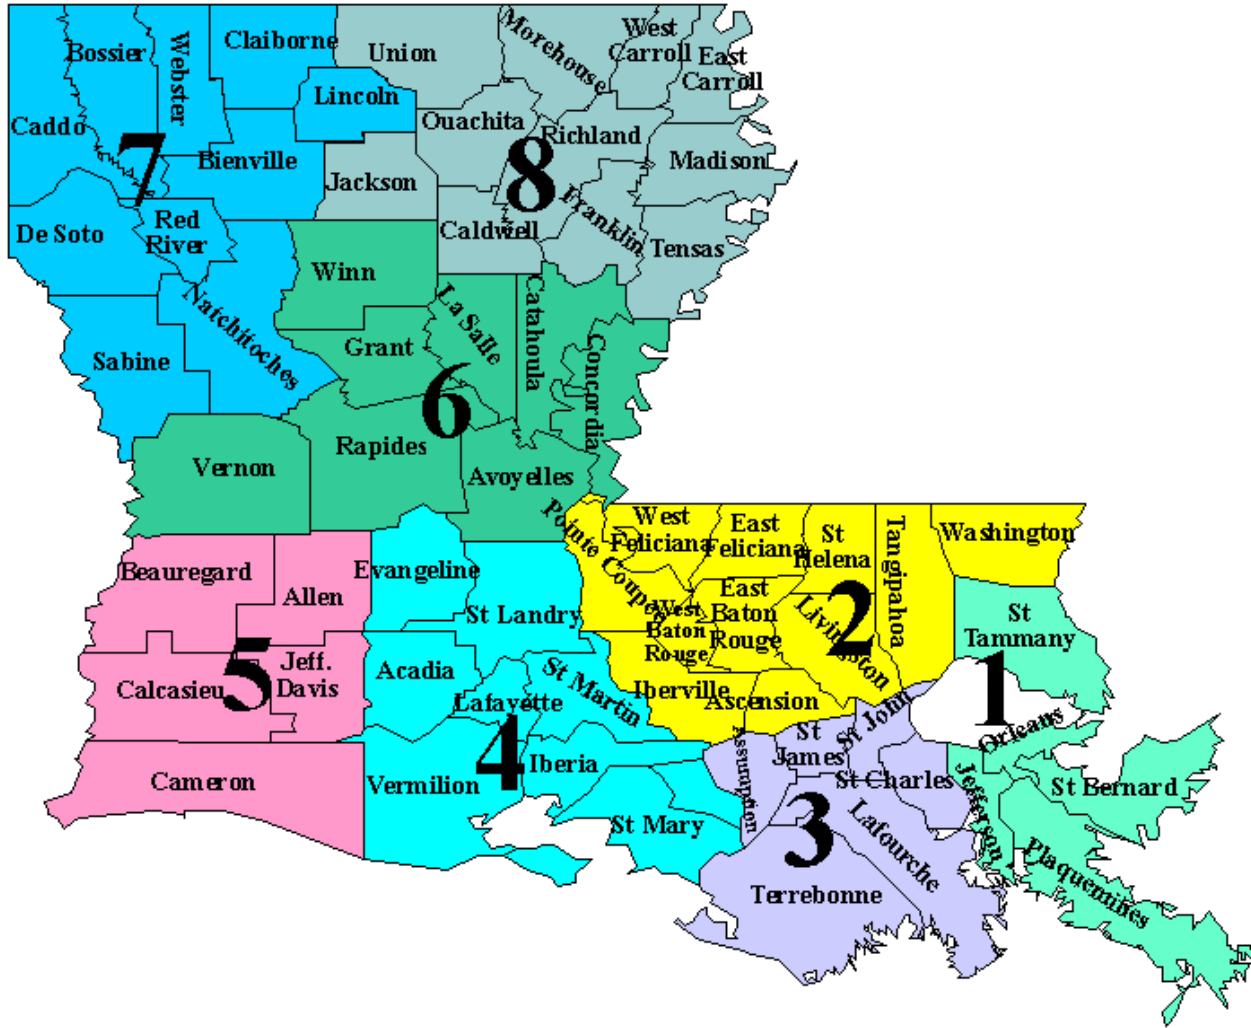 Bossier
Webster
Claiborne
Union
Morehouse
West
Carroll
East
Carroll
Caddo
Lincoln
Ouachita
Richland
Madison
7
Bienville
8
Jackson
Franklin
De Soto
Red
River
Caldwell
Tensas
Winn
Natchitoches
La Salle
Catahoula
Concordia
Sabine
Grant
6
Rapides
Vernon
Avoyelles
Pointe Coupee
West
Feliciana
East
Feliciana
St
Helena
Tangipahoa
Washington
Beauregard
Evangeline
Allen
St Landry
West
Baton
Rouge
East
Baton
Rouge
Livingston
2
St
Tammany
5
Calcasieu
Jeff.
Davis
Acadia
Lafayette
St Martin
Iberville
Ascension
1
Orleans
St John
St
James
Assumption
St Charles
4
Cameron
Vermilion
Iberia
St Mary
3
Lafourche
Jefferson
St Bernard
Plaquemines
Terrebonne